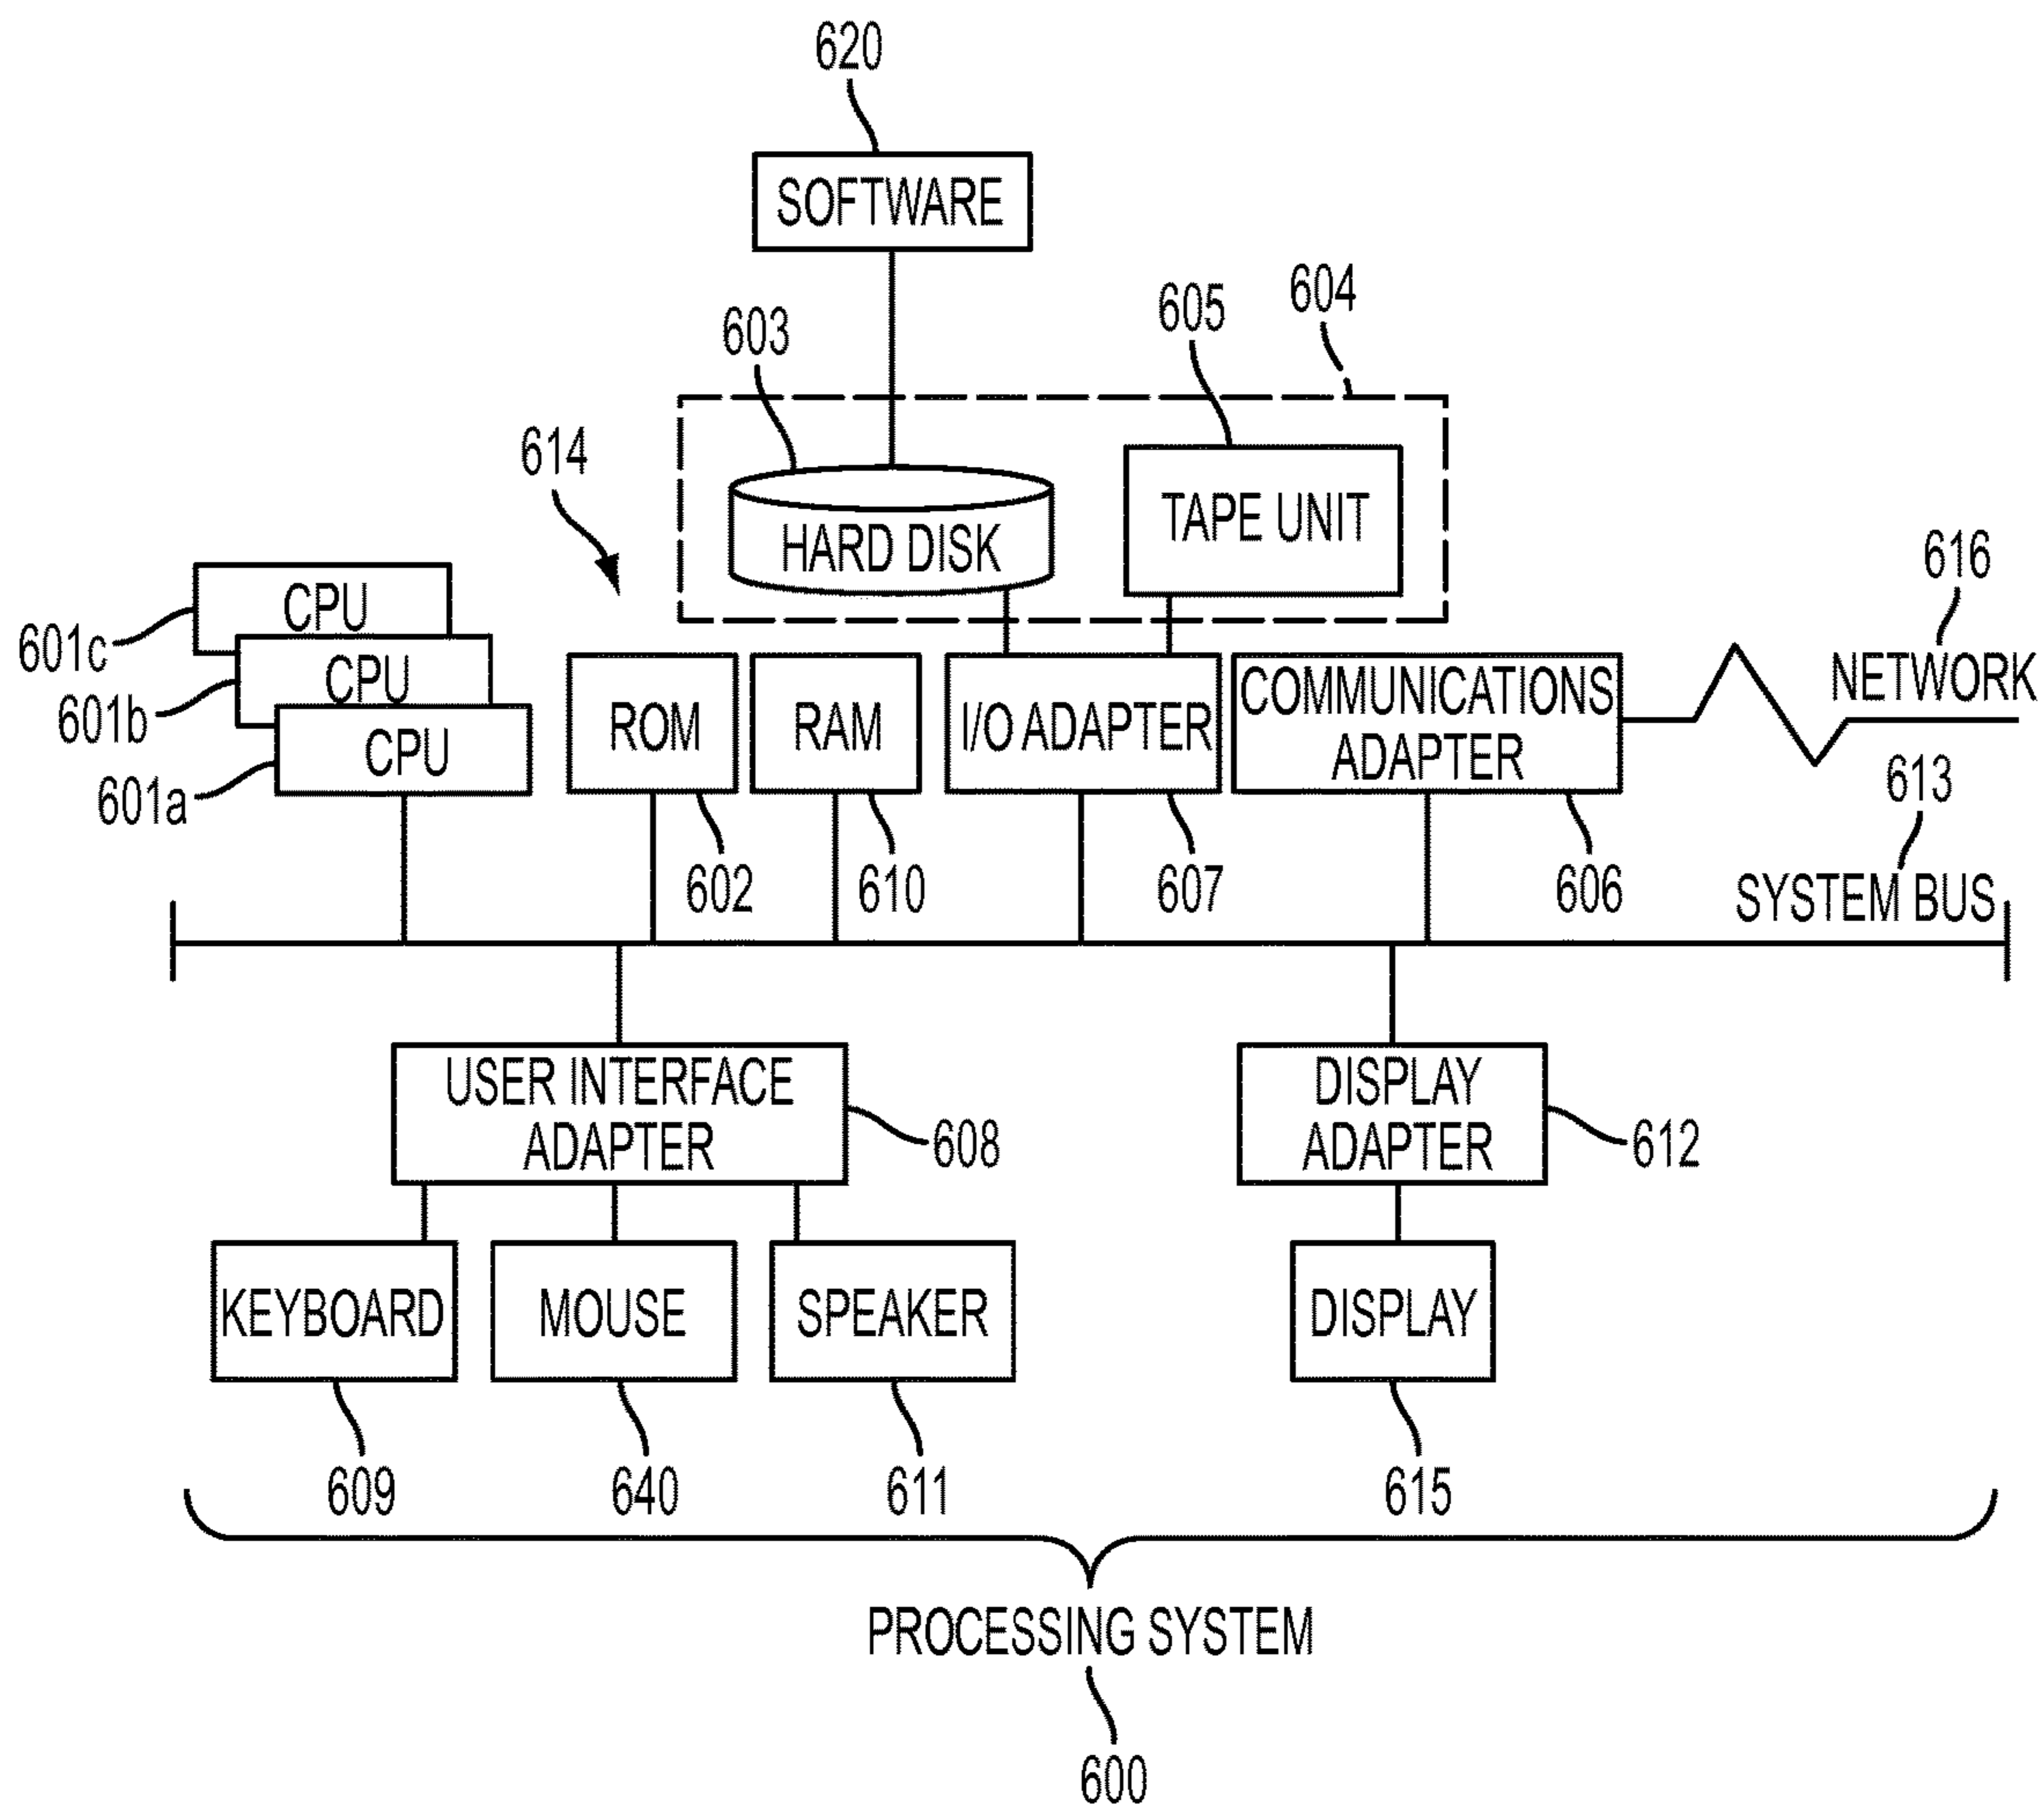 620
SOFTWARE
604
605
603
614
TAPE UNIT
HARD DISK
616
CPU
601c
CPU
601b
CPU
601a
ROM
RAM
I/O ADAPTER
COMMUNICATIONS
ADAPTER
NETWORK
613
602
610
607
606
SYSTEM BUS
USER INTERFACE
ADAPTER
608
DISPLAY
ADAPTER
612
KEYBOARD
MOUSE
SPEAKER
DISPLAY
609
640
611
615
PROCESSING SYSTEM
600